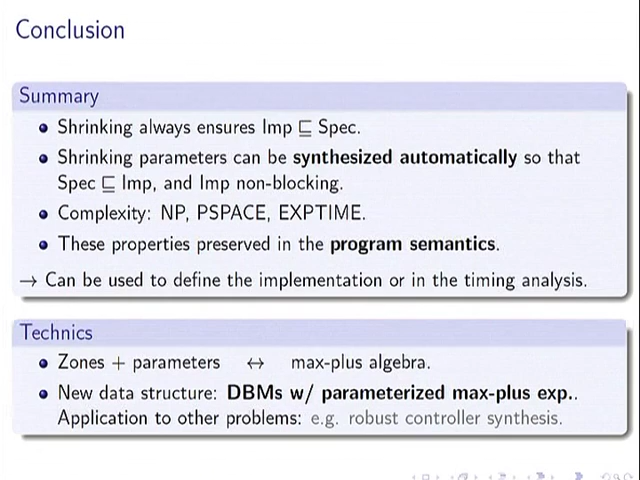 Conclusion
Summary
Shrinking always ensures Imp ⊑ Spec.
Shrinking parameters can be synthesized automatically so that
Spec ⊑ Imp, and Imp non-blocking.
Complexity: NP, PSPACE, EXPTIME.
These properties preserved in the program semantics.
→ Can be used to define the implementation or in the timing analysis.
Technics
Zones + parameters ↔ max-plus algebra.
New data structure: DBMs w/ parameterized max-plus exp..
Application to other problems: e.g. robust controller synthesis.